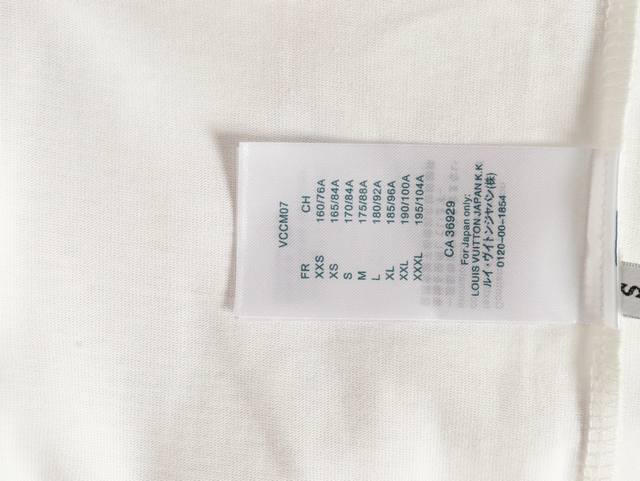 VCCM07
FR CH
XXS 160/76A
XS 165/84A
S 170/84A
M 175/88A
L 180/92A
XL 185/96A
XXL 190/100A
XXXL 195/104A
CA 36929
For Japan only:
LOUIS VUITTON JAPAN K.K
ルイ・ヴィトンジャパン(株)
0120-00-1854
S